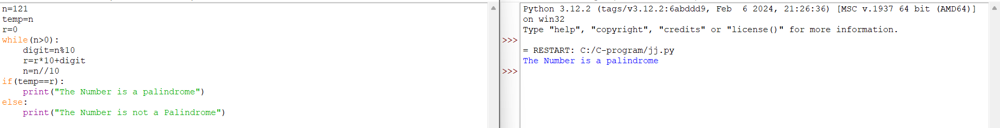 n=121
temp=n
r=0
while(n>0):
    digit=n%10
    r=r*10+digit
    n=n//10
if(temp==r):
    print("The Number is a palindrome")
else:
    print("The Number is not a Palindrome")
Python 3.12.2 (tags/v3.12.2:6abddd9, Feb  6 2024, 21:26:36) [MSC v.1937 64 bit (AMD64)]
on win32
Type "help", "copyright", "credits" or "license()" for more information.
>>>
= RESTART: C:/C-program/jj.py
The Number is a palindrome
>>>